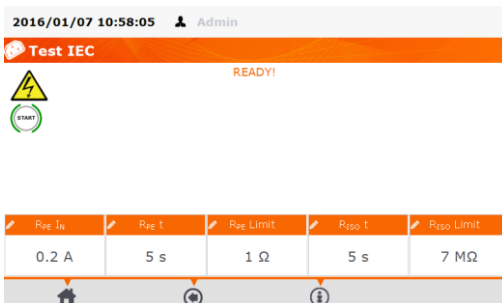 2016/01/07 10:58:05 Admin
Test IEC
READY!
START
RPE IN RPE t RPE Limit RISO t RISO Limit
0.2 A 5 s 1 Ω 5 s 7 MΩ